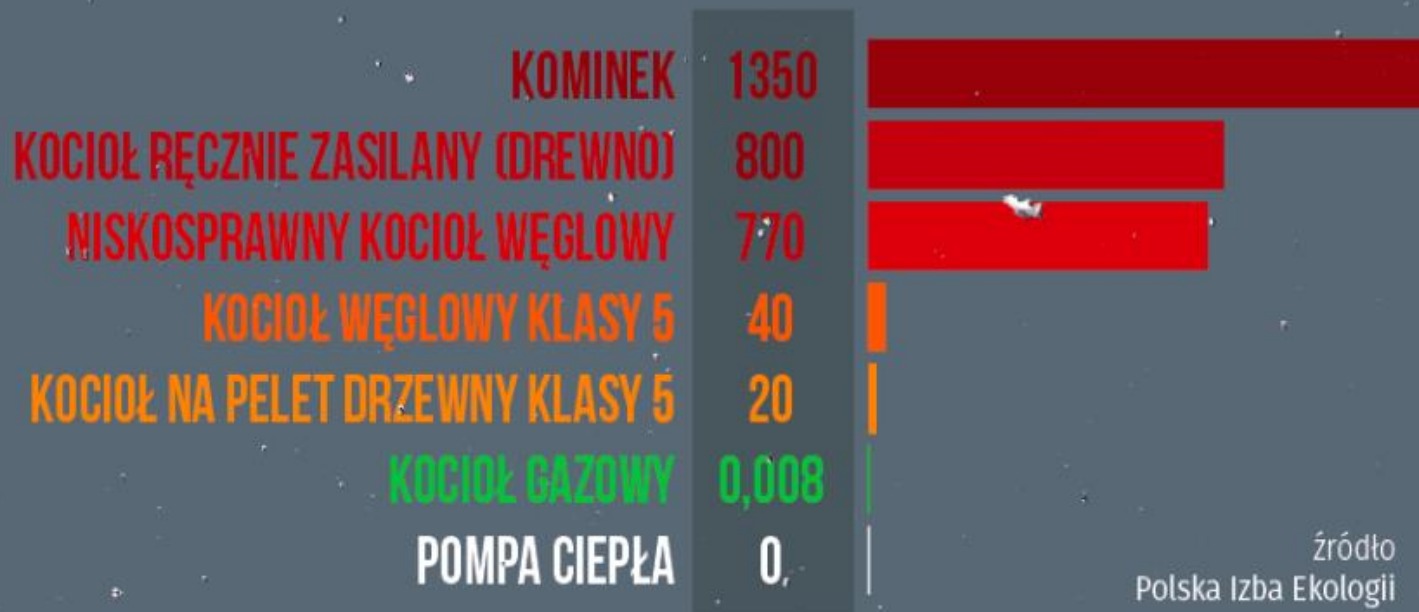 KOMINEK 1350
KOCIOŁ RĘCZNIE ZASILANY (DREWNO) 800
NISKOSPRAWNY KOCIOŁ WĘGLOWY 770
KOCIOŁ WĘGLOWY KLASY 5 40
KOCIOŁ NA PELET DRZEWNY KLASY 5 20
KOCIOŁ GAZOWY 0,008
POMPA CIEPŁA 0,
źródło
Polska Izba Ekologii